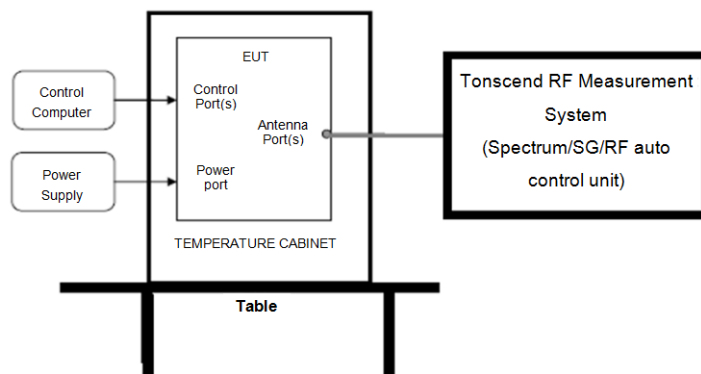 EUT
Control
Computer
Control
Port(s)
Antenna
Port(s)
Power
Supply
Power
port
TEMPERATURE CABINET
Table
Tonscend RF Measurement
System
(Spectrum/SG/RF auto
control unit)